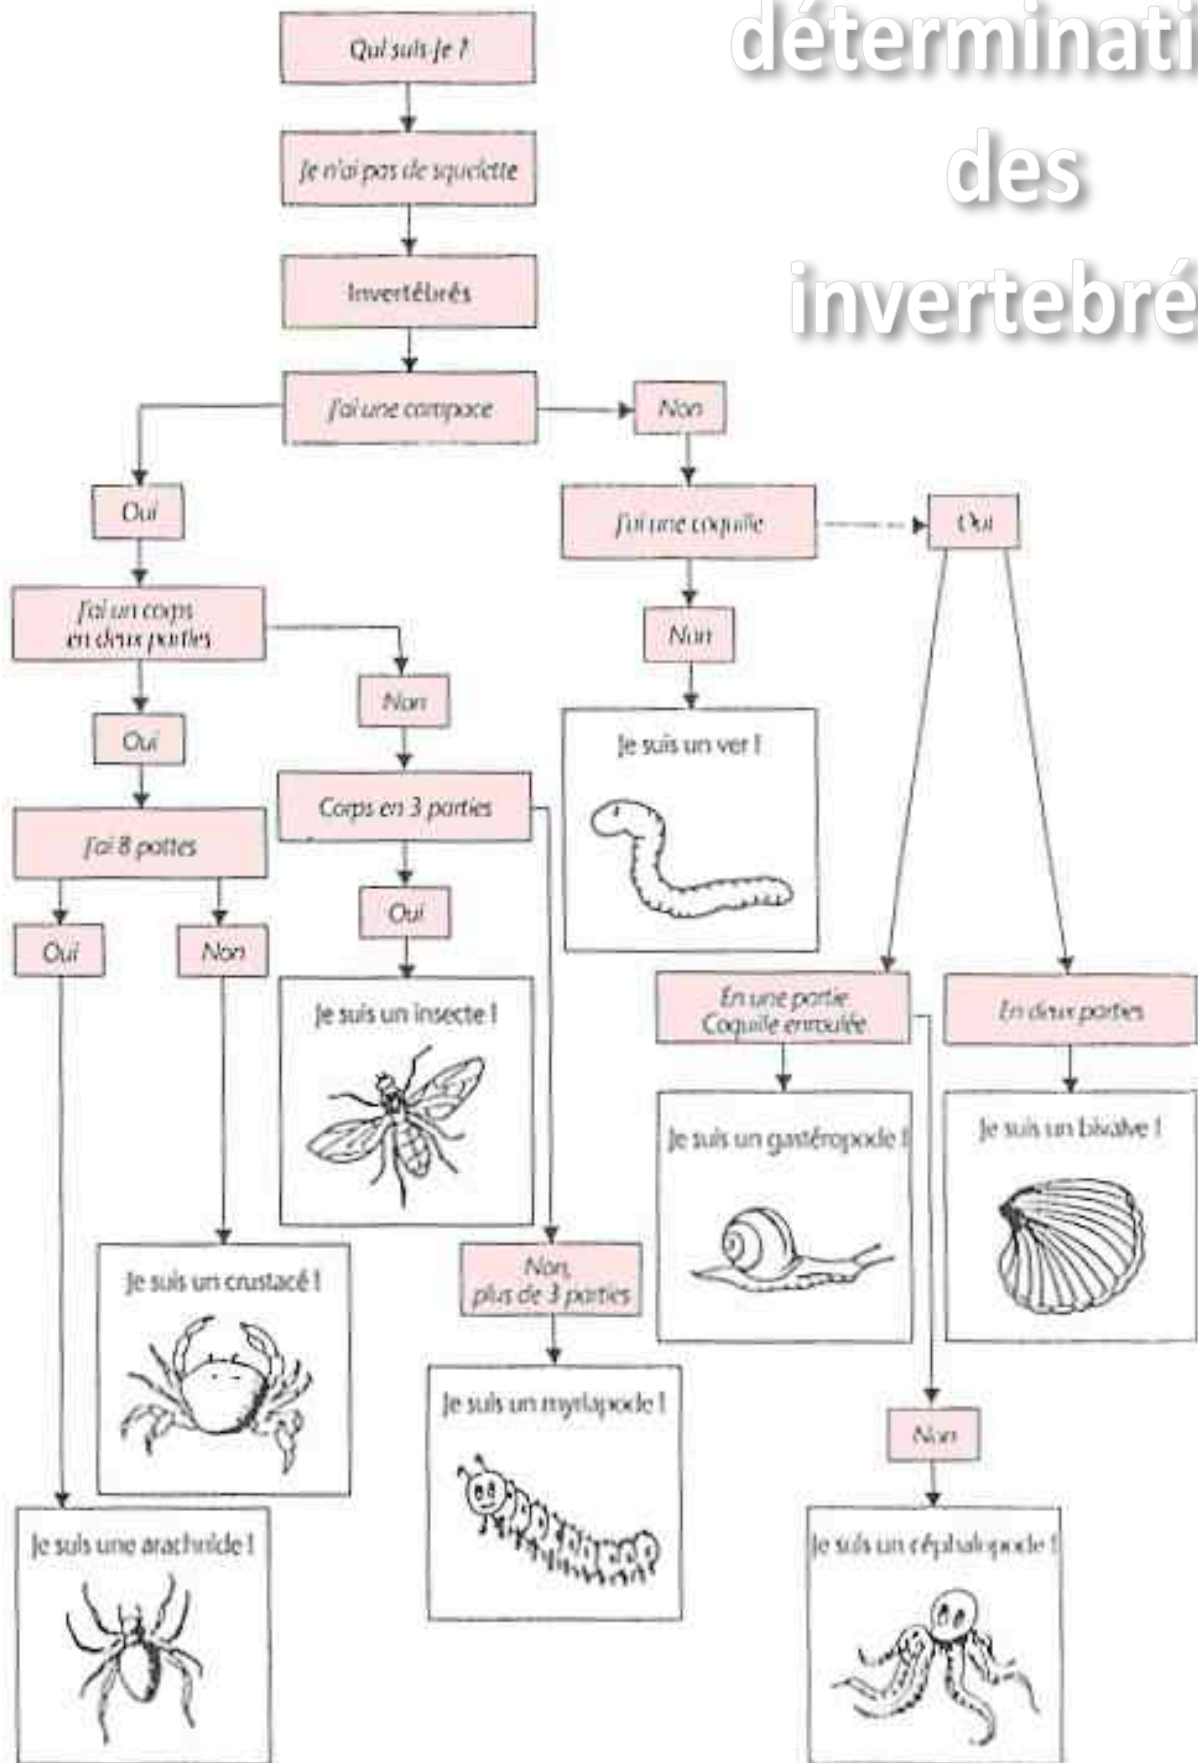 déterminati
des
invertebré
Qui suis-je ?
Je n'ai pas de squelette
Invertébrés
J'ai une carapace
Non
Oui
J'ai une coquille
Oui
J'ai un corps
en deux parties
Non
Non
Oui
Je suis un ver !
Corps en 3 parties
J'ai 8 pattes
Oui
Oui
Non
Je suis un insecte !
En une partie
Coquille enroulée
En deux parties
Je suis un gastéropode !
Je suis un bivalve !
Je suis un crustacé !
Non,
plus de 3 parties
Je suis un myriapode !
Non
Je suis une arachnide !
Je suis un céphalopode !